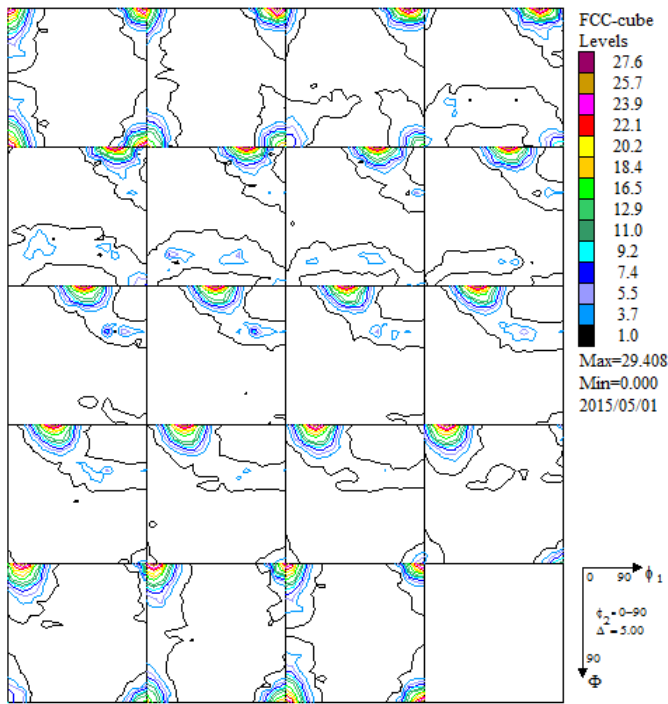 FCC-cube
Levels
27.6
25.7
23.9
22.1
20.2
18.4
16.5
12.9
11.0
9.2
7.4
5.5
3.7
1.0
Max=29.408
Min=0.000
2015/05/01
0 90 ϕ 1
ϕ2=0-90
Δ=5.00
90
Φ